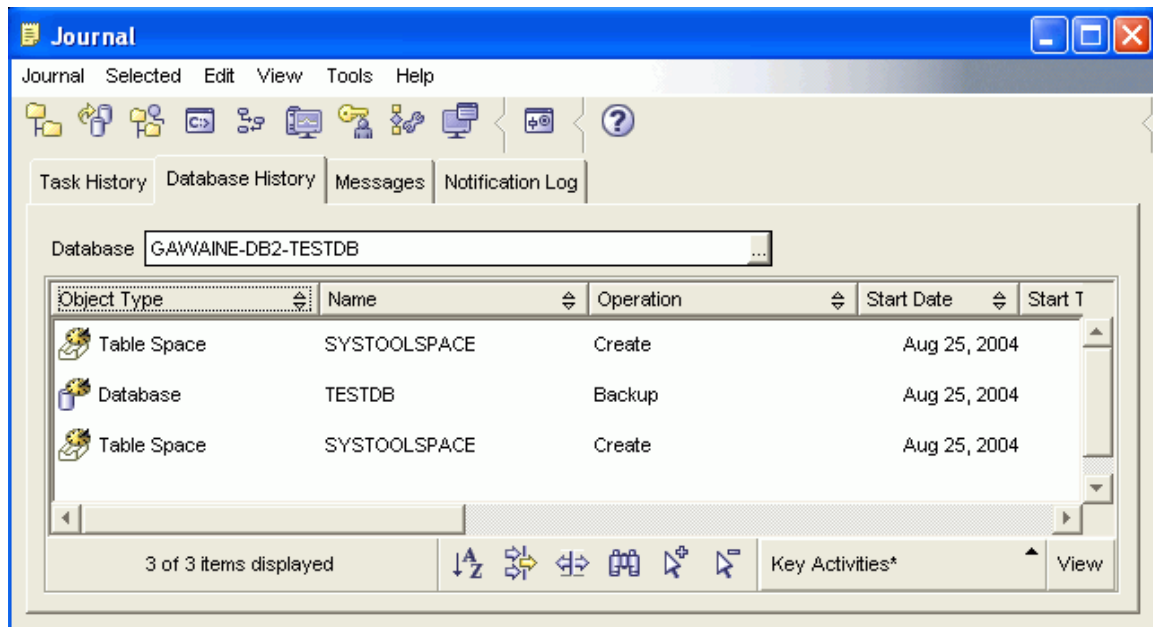 Journal
Journal Selected Edit View Tools Help
Task History Database History Messages Notification Log
Database GAWAINE-DB2-TESTDB ...
Object Type Name Operation Start Date Start T
Table Space SYSTOOLSPACE Create Aug 25, 2004
Database TESTDB Backup Aug 25, 2004
Table Space SYSTOOLSPACE Create Aug 25, 2004
3 of 3 items displayed Key Activities* View